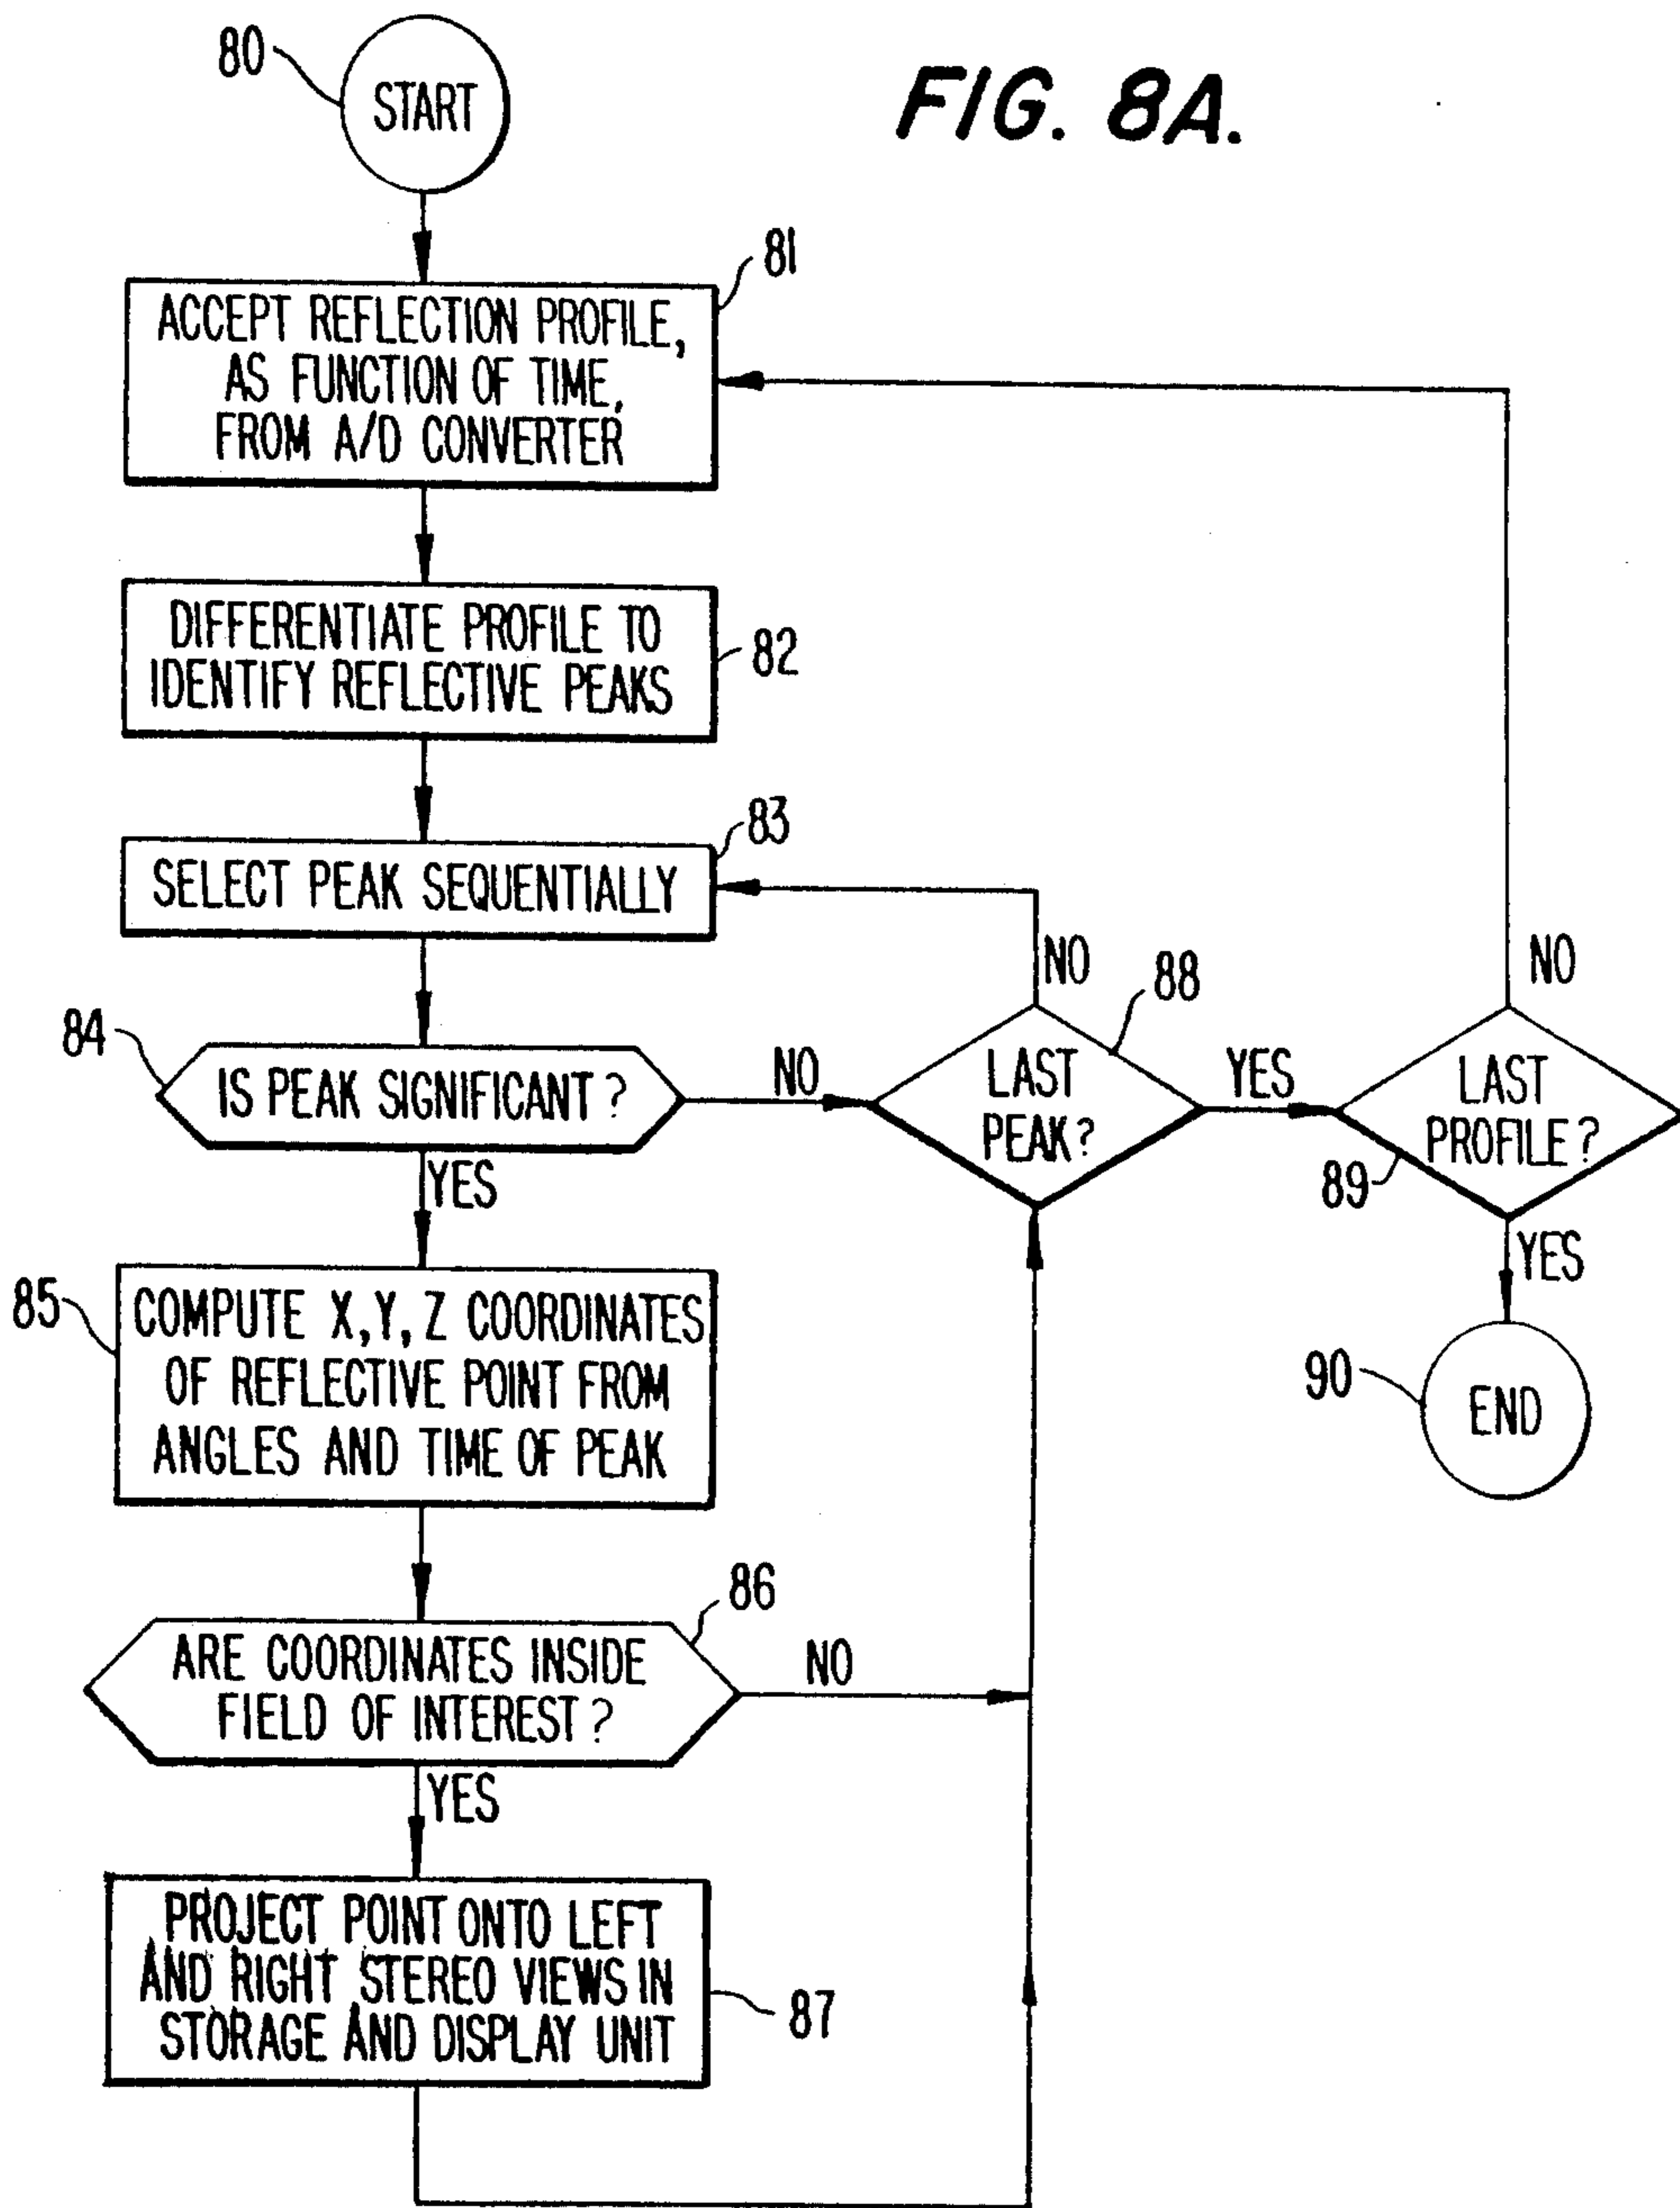 FIG. 8A.
80
START
81
ACCEPT REFLECTION PROFILE,
AS FUNCTION OF TIME,
FROM A/D CONVERTER
DIFFERENTIATE PROFILE TO
IDENTIFY REFLECTIVE PEAKS
82
83
SELECT PEAK SEQUENTIALLY
84
IS PEAK SIGNIFICANT?
NO
YES
NO
88
LAST
PEAK?
YES
NO
LAST
PROFILE?
89
YES
90
END
85
COMPUTE X, Y, Z COORDINATES
OF REFLECTIVE POINT FROM
ANGLES AND TIME OF PEAK
86
ARE COORDINATES INSIDE
FIELD OF INTEREST?
NO
YES
PROJECT POINT ONTO LEFT
AND RIGHT STEREO VIEWS IN
STORAGE AND DISPLAY UNIT
87